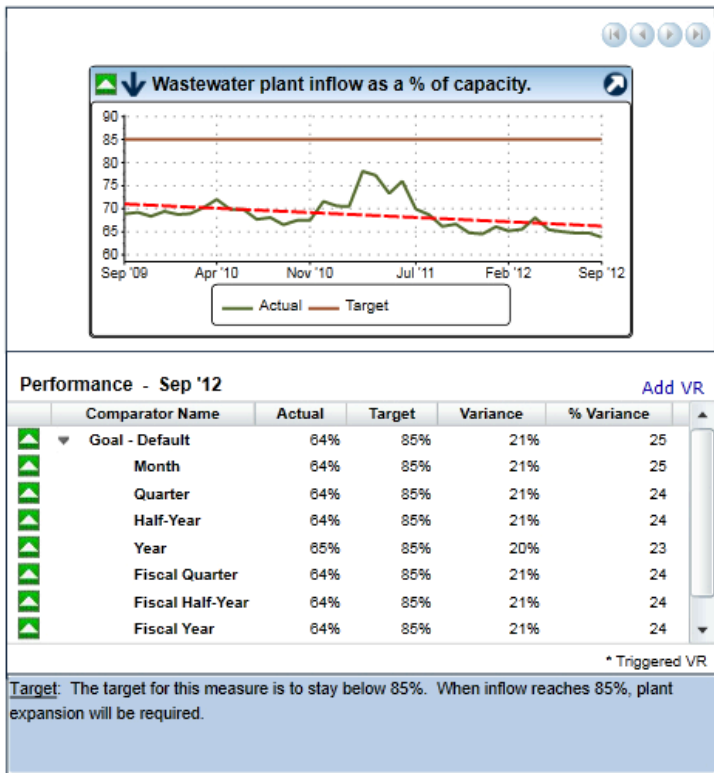 Wastewater plant inflow as a % of capacity.
90
85
80
75
70
65
60
Sep '09 Apr '10 Nov '10 Jul '11 Feb '12 Sep '12
Actual Target
Performance - Sep '12
Add VR
Comparator Name Actual Target Variance % Variance
Goal - Default 64% 85% 21% 25
Month 64% 85% 21% 25
Quarter 64% 85% 21% 24
Half-Year 64% 85% 21% 24
Year 65% 85% 20% 23
Fiscal Quarter 64% 85% 21% 24
Fiscal Half-Year 64% 85% 21% 24
Fiscal Year 64% 85% 21% 24
* Triggered VR
Target: The target for this measure is to stay below 85%. When inflow reaches 85%, plant
expansion will be required.